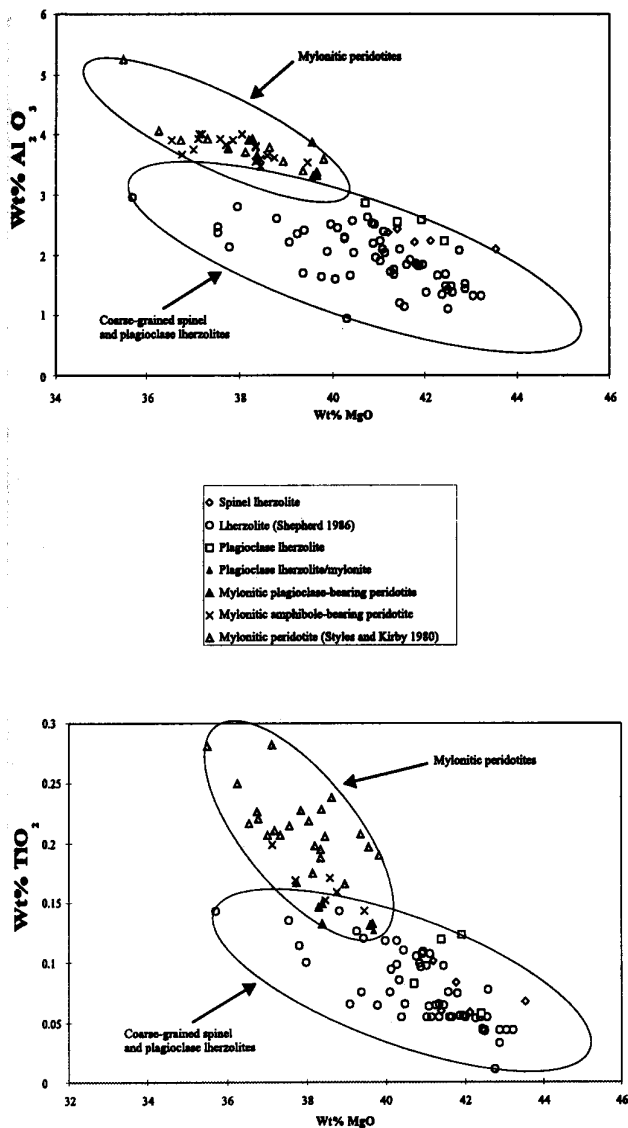 6
5
4
3
2
1
0
Wt% Al2O3
Mylonitic peridotites
Coarse-grained spinel
and plagioclase lherzolites
34
36
38
40
42
44
46
Wt% MgO
Spinel lherzolite
Lherzolite (Shepherd 1986)
Plagioclase lherzolite
Plagioclase lherzolite/mylonite
Mylonitic plagioclase-bearing peridotite
Mylonitic amphibole-bearing peridotite
Mylonitic peridotite (Styles and Kirby 1980)
0.3
0.25
0.2
0.15
0.1
0.05
0
Wt% TiO2
Mylonitic peridotites
Coarse-grained spinel
and plagioclase lherzolites
32
34
36
38
40
42
44
46
Wt% MgO